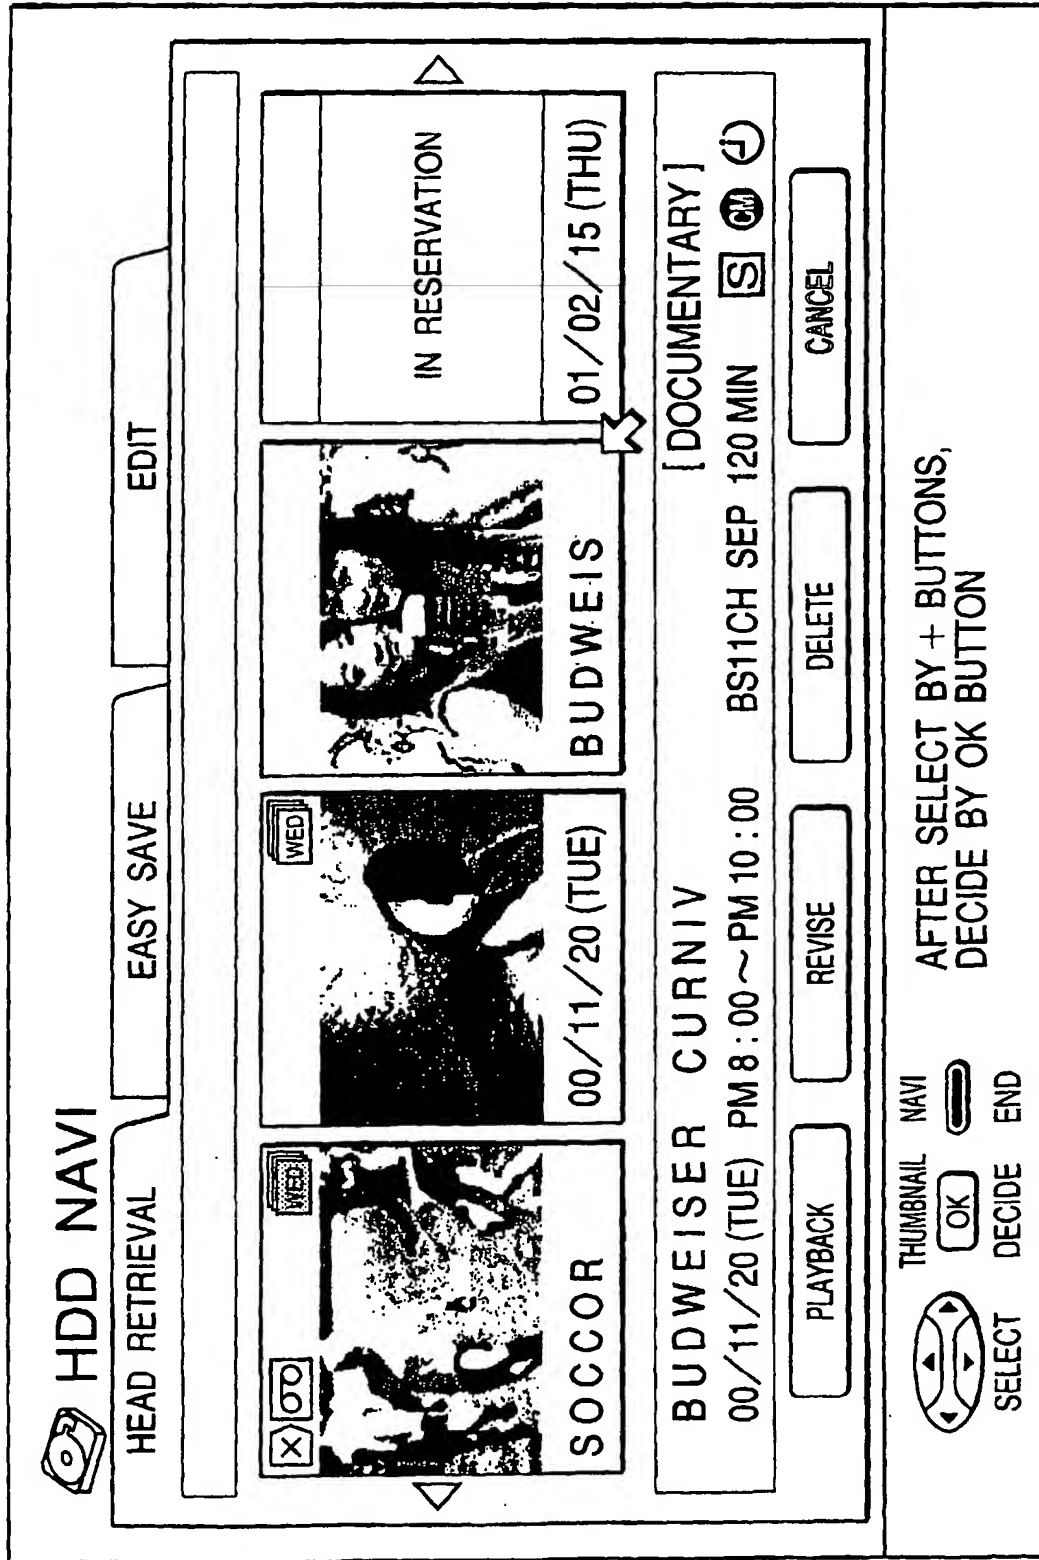 HDD NAVI
HEAD RETRIEVAL
EASY SAVE
EDIT
WED
WED
IN RESERVATION
SOCCOR
00/11/20 (TUE)
BUDWEIS
01/02/15 (THU)
BUDWEISER CURNIV [DOCUMENTARY]
00/11/20 (TUE) PM 8:00~PM 10:00 BS11CH SEP 120 MIN S CM
PLAYBACK
REVISE
DELETE
CANCEL
THUMBNAIL NAVI
OK
SELECT DECIDE END
AFTER SELECT BY + BUTTONS,
DECIDE BY OK BUTTON